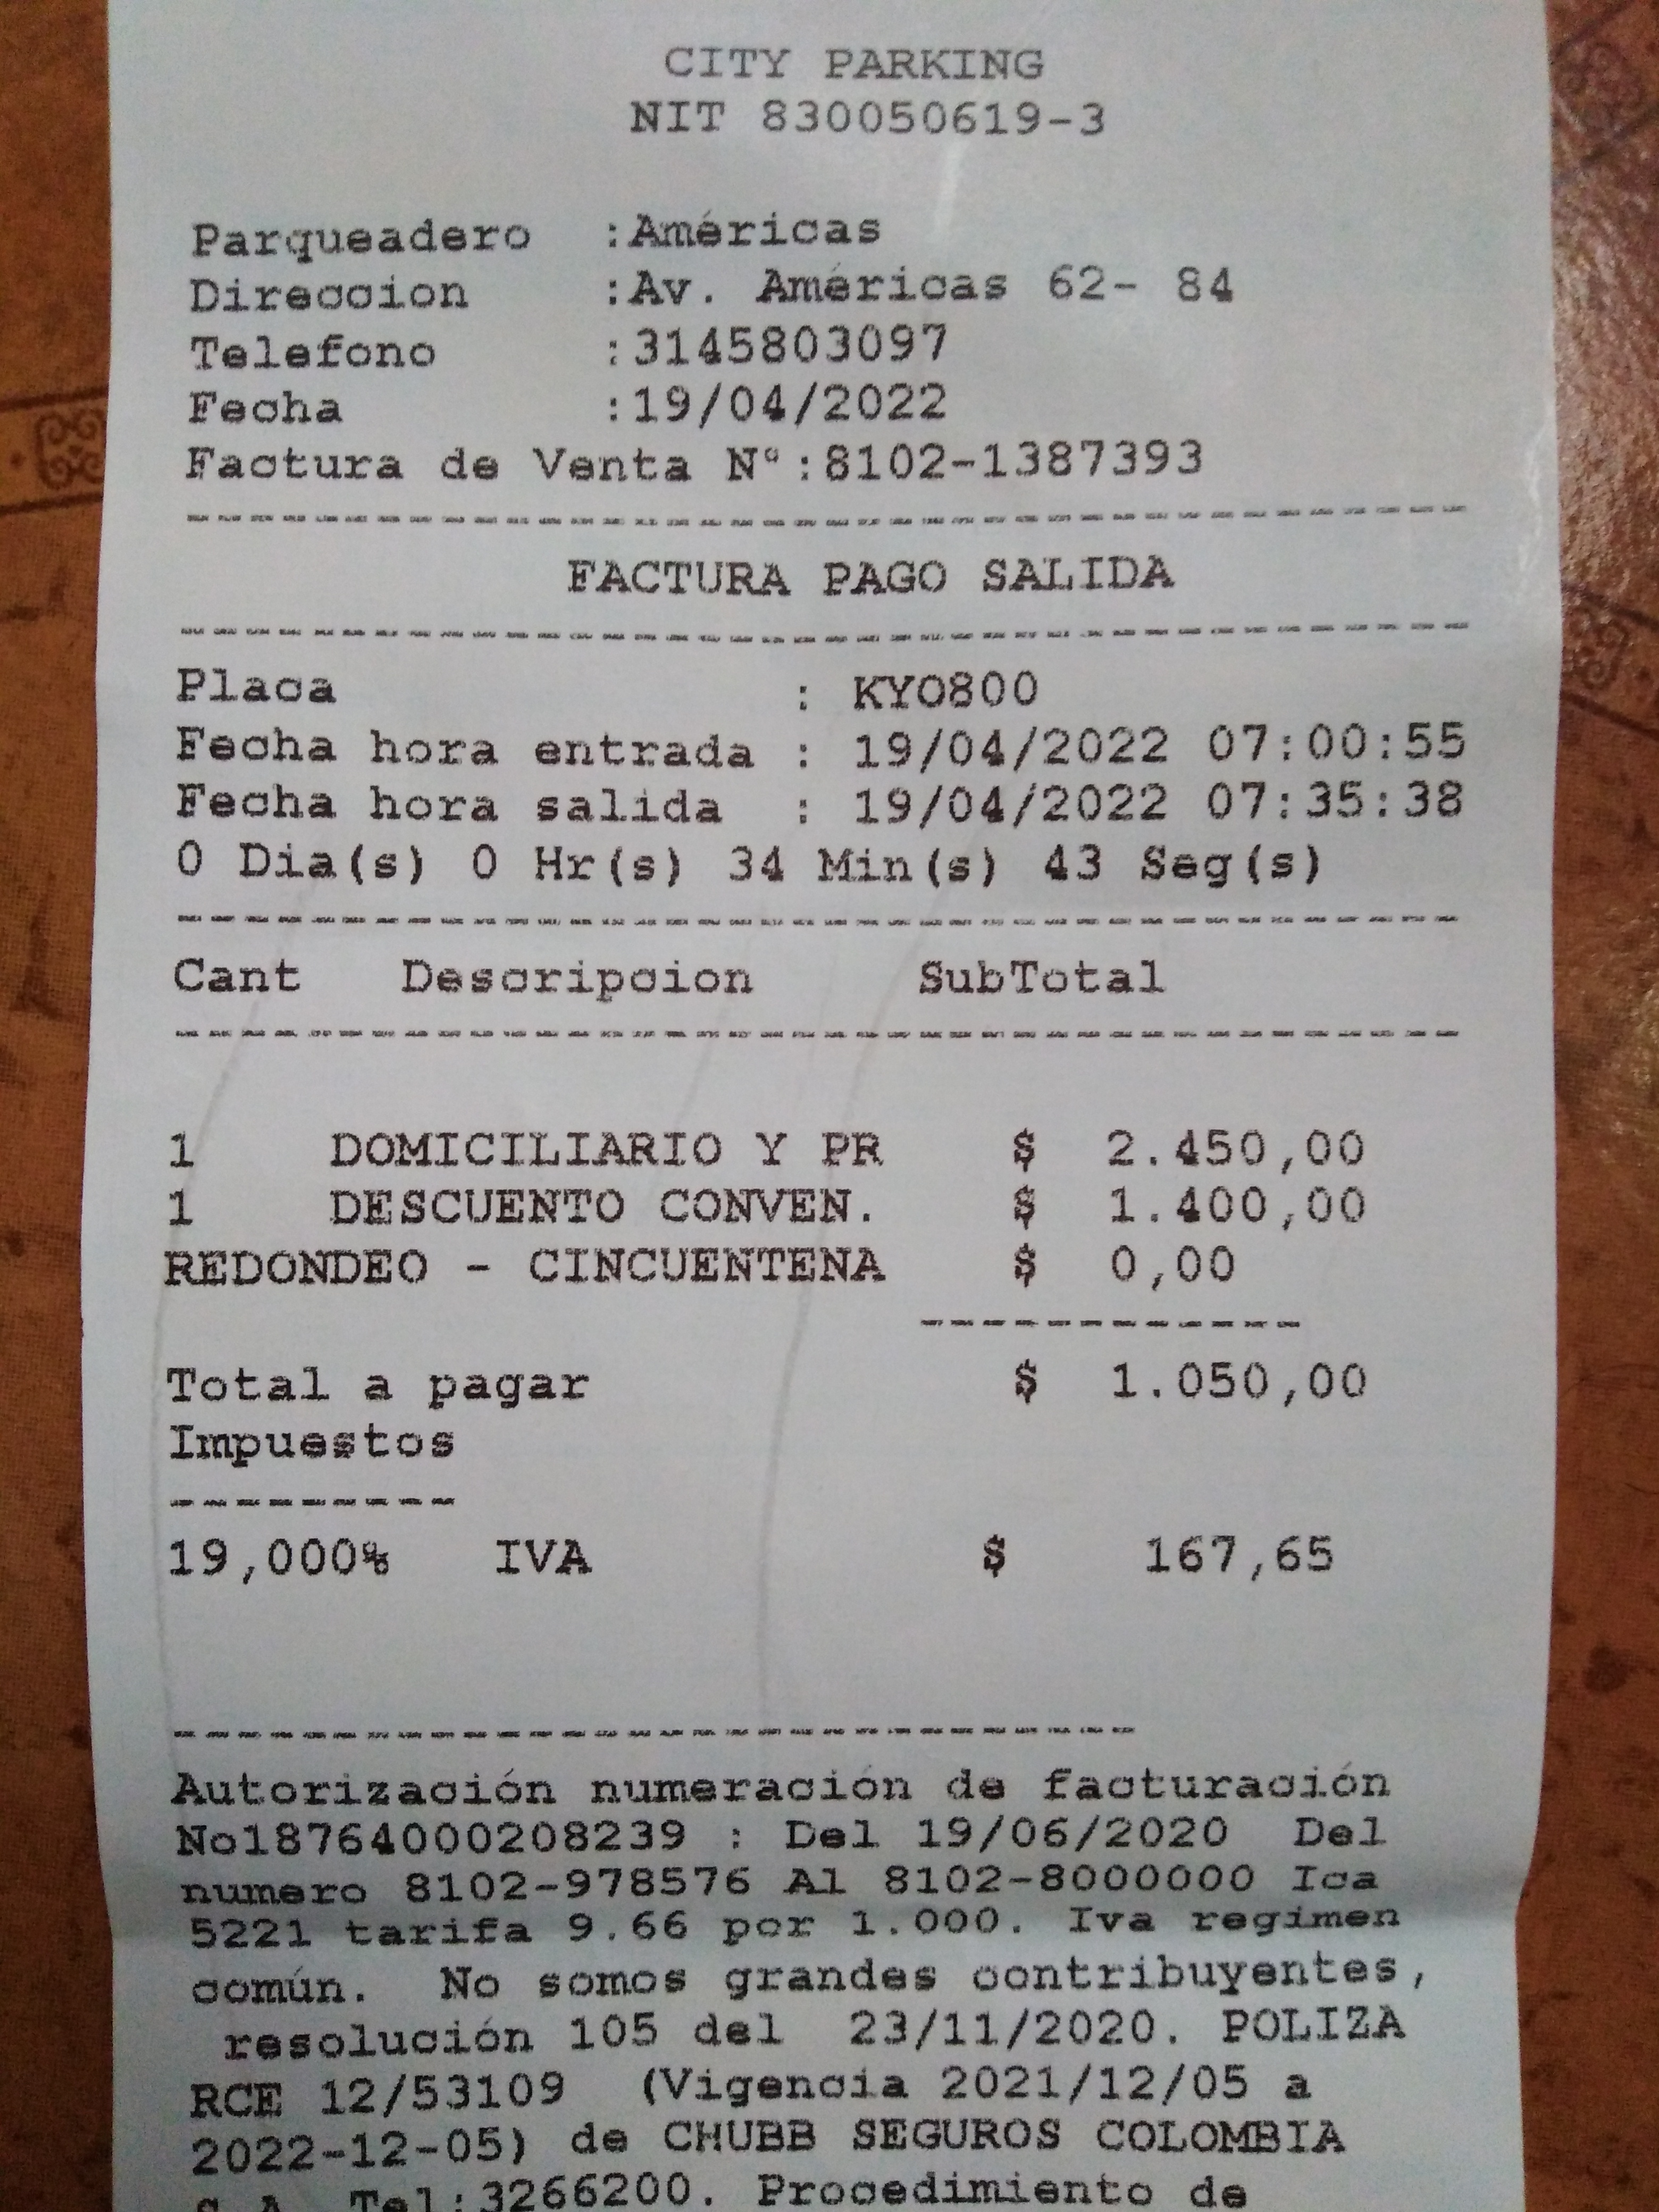 CITY PARKING
NIT 830050619-3
Parqueadero :Américas
Direccion :Av. Américas 62- 84
Telefono :3145803097
Fecha :19/04/2022
Factura de Venta N°:8102-1387393
FACTURA PAGO SALIDA
Placa : KYO800
Fecha hora entrada : 19/04/2022 07:00:55
Fecha hora salida : 19/04/2022 07:35:38
0 Dia(s) 0 Hr(s) 34 Min(s) 43 Seg(s)
Cant Descripcion SubTotal
1 DOMICILIARIO Y PR $ 2.450,00
1 DESCUENTO CONVEN. $ 1.400,00
REDONDEO - CINCUENTENA $ 0,00
Total a pagar $ 1.050,00
Impuestos
19,000% IVA $ 167,65
Autorización numeración de facturación
No18764000208239 : Del 19/06/2020 Del
numero 8102-978576 Al 8102-8000000 Ica
5221 tarifa 9.66 por 1.000. Iva regimen
común. No somos grandes contribuyentes,
resolución 105 del 23/11/2020. POLIZA
RCE 12/53109 (Vigencia 2021/12/05 a
2022-12-05) de CHUBB SEGUROS COLOMBIA
S.A. Tel:3266200. Procedimiento de